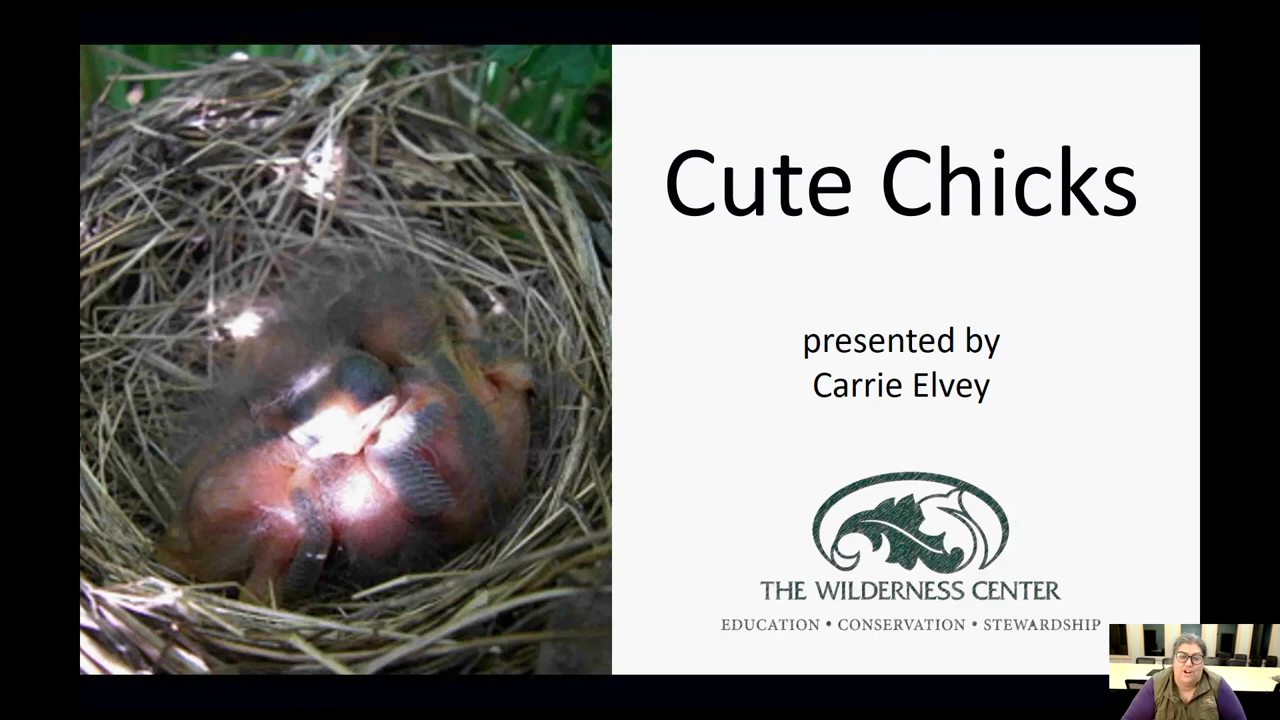 Cute Chicks
presented by
Carrie Elvey
THE WILDERNESS CENTER
EDUCATION • CONSERVATION • STEWARDSHIP